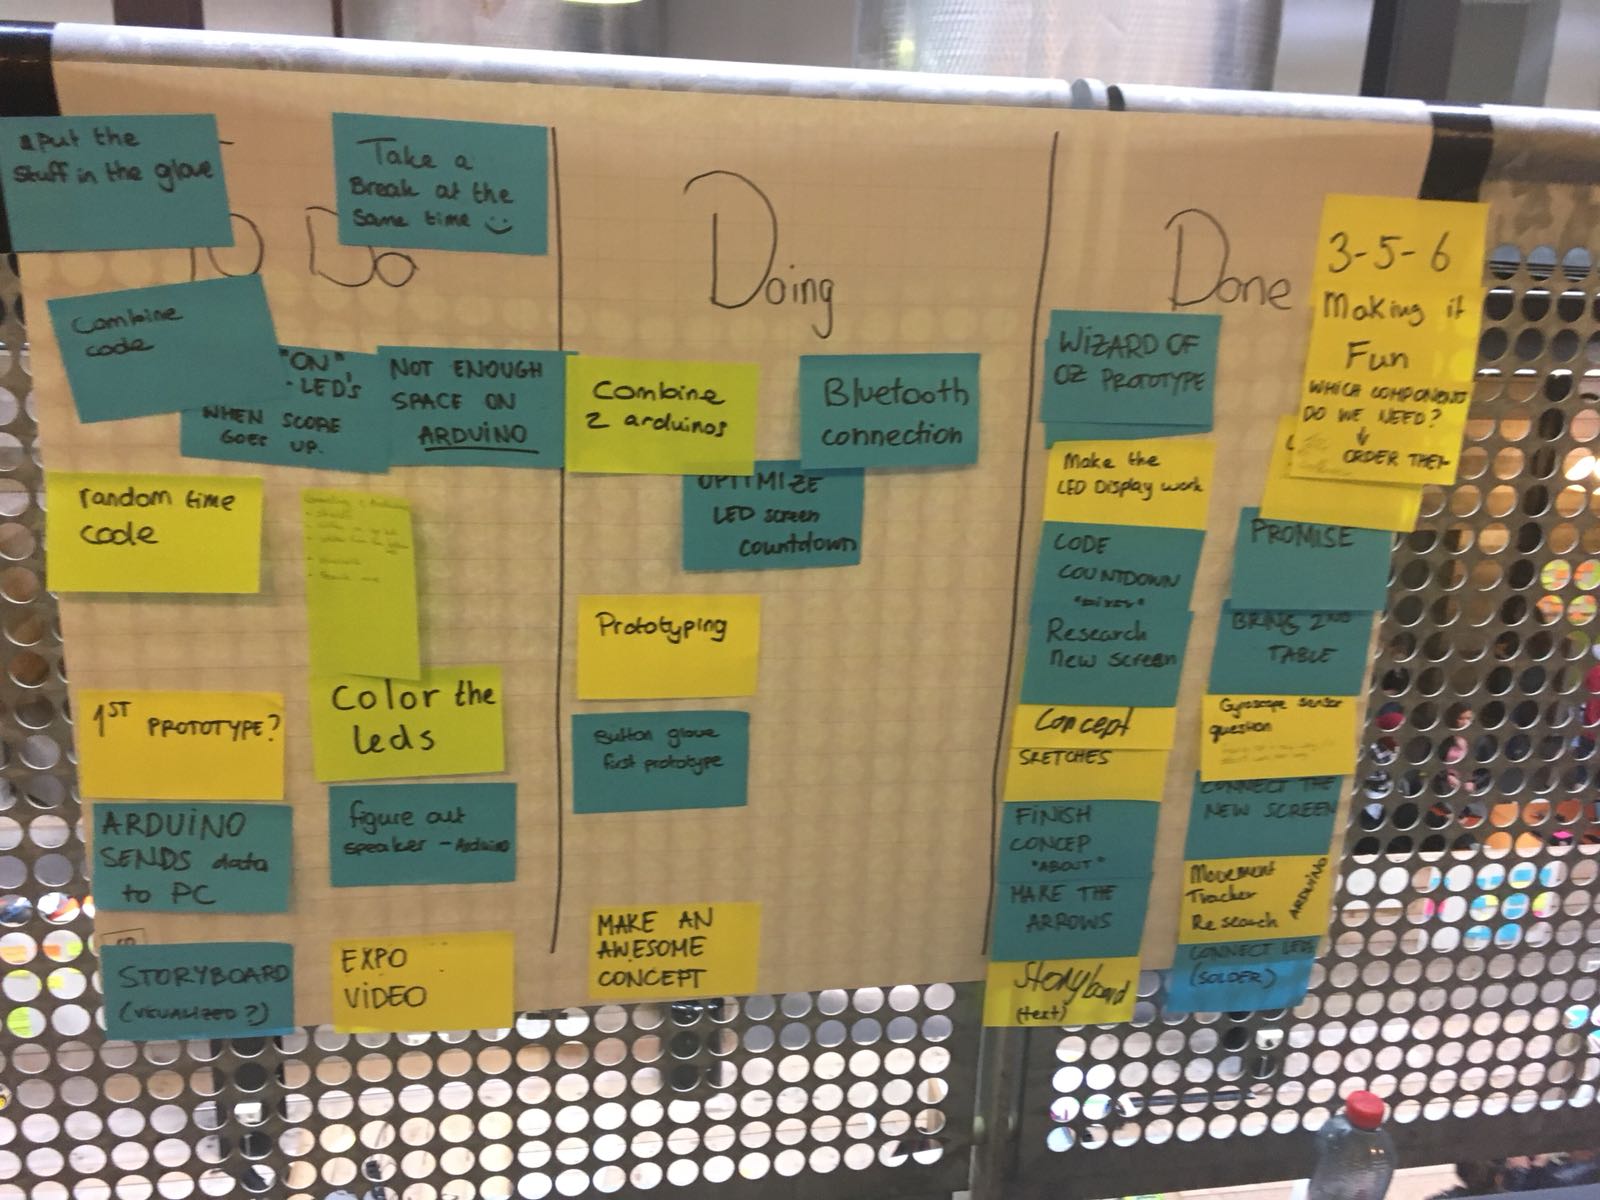 put the
stuff in the glove
Take a
Break at the
same time
To Do
Combine
code
"ON"
LED's
WHEN SCORE
GOES UP.
NOT ENOUGH
SPACE ON
ARDUINO
random time
code
Color the
leds
1ST PROTOTYPE?
ARDUINO
SENDS data
to PC
figure out
speaker - Arduino
STORYBOARD
(VISUALIZED?)
EXPO
VIDEO
Doing
Combine
2 arduinos
Bluetooth
connection
OPTIMIZE
LED screen
countdown
Prototyping
Button glove
first prototype
MAKE AN
AWESOME
CONCEPT
Done
WIZARD OF
OZ PROTOTYPE
Make the
LED Display work
CODE
COUNTDOWN
Research
New screen
Concept
SKETCHES
FINISH
CONCEP
"ABOUT"
MAKE THE
ARROWS
Storyboard
(text)
3-5-6
Making it
Fun
WHICH COMPONENTS
DO WE NEED?
↓
ORDER THEM
PROMISE
BRING 2ND
TABLE
Gyroscope sensor
question
CONNECT THE
NEW SCREEN
Movement
Tracker
Research
ARDUINO
CONNECT LEDS
(SOLDER)